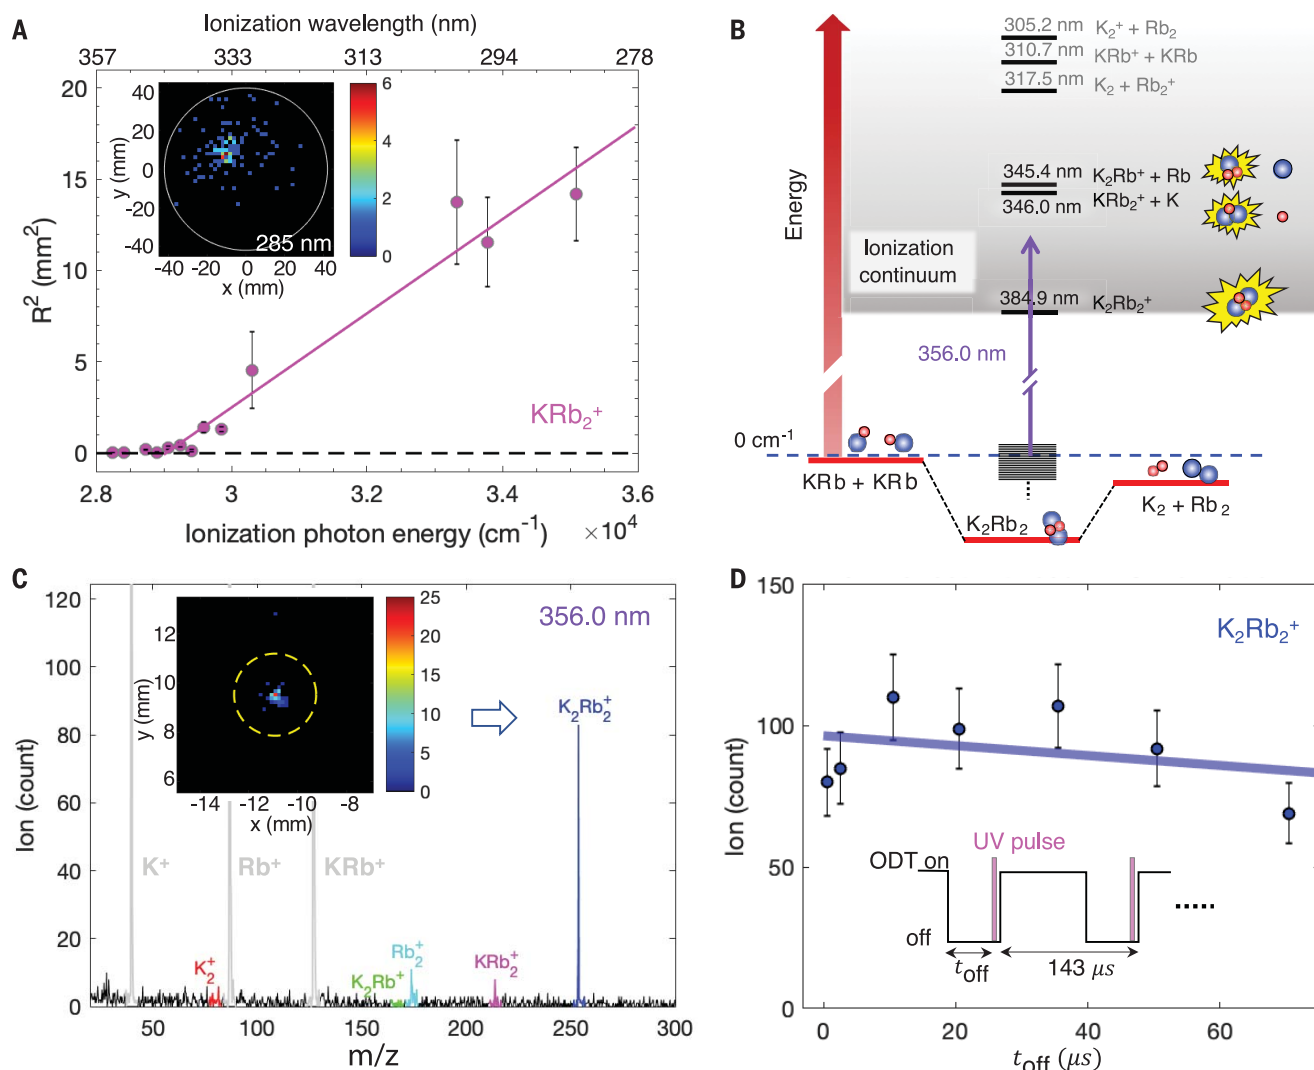 A
Ionization wavelength (nm)
357 333 313 294 278
20
15
10
5
0
R² (mm²)
40
20
0
-20
-40
y (mm)
-40 -20 0 20 40
x (mm)
285 nm
6
4
2
0
KRb₂⁺
2.8 3 3.2 3.4 3.6
Ionization photon energy (cm⁻¹) × 10⁴
B
Energy
305.2 nm K₂⁺ + Rb₂
310.7 nm KRb⁺ + KRb
317.5 nm K₂ + Rb₂⁺
345.4 nm K₂Rb⁺ + Rb
346.0 nm KRb₂⁺ + K
Ionization
continuum
384.9 nm K₂Rb₂⁺
356.0 nm
0 cm⁻¹
KRb + KRb
K₂Rb₂
K₂ + Rb₂
C
120
100
80
60
40
20
0
Ion (count)
12
10
8
6
y (mm)
-14 -12 -10 -8
x (mm)
25
20
15
10
5
0
356.0 nm
K₂Rb₂⁺
K⁺ Rb⁺ KRb⁺
K₂⁺
K₂Rb⁺
Rb₂⁺
KRb₂⁺
50 100 150 200 250 300
m/z
D
150
100
50
0
Ion (count)
K₂Rb₂⁺
UV pulse
ODT on
off
t_off
143 μs
0 20 40 60
t_off (μs)